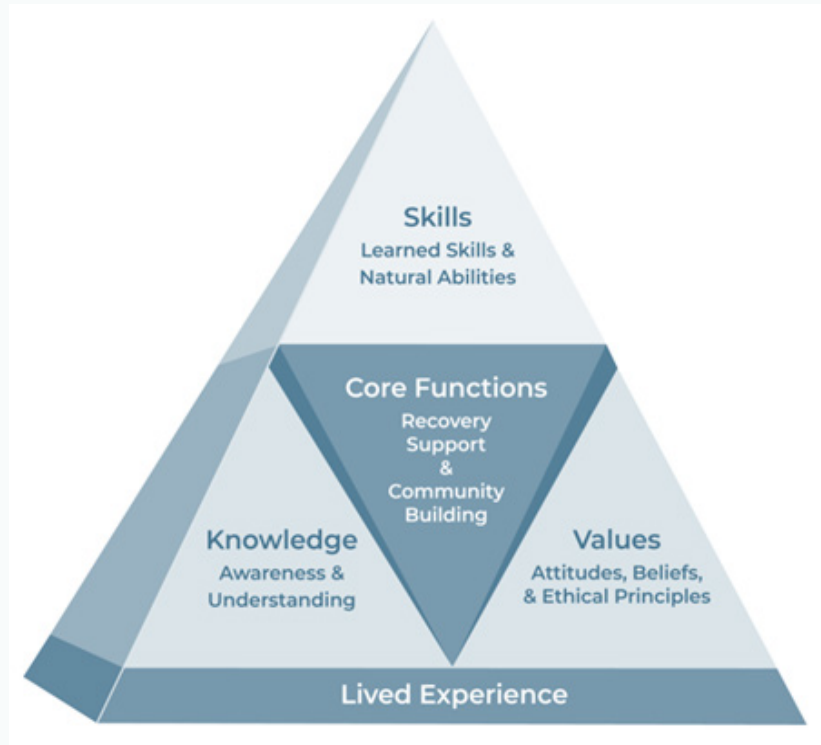 Skills
Learned Skills &
Natural Abilities
Core Functions
Recovery
Support
&
Community
Building
Knowledge
Awareness &
Understanding
Values
Attitudes, Beliefs,
& Ethical Principles
Lived Experience